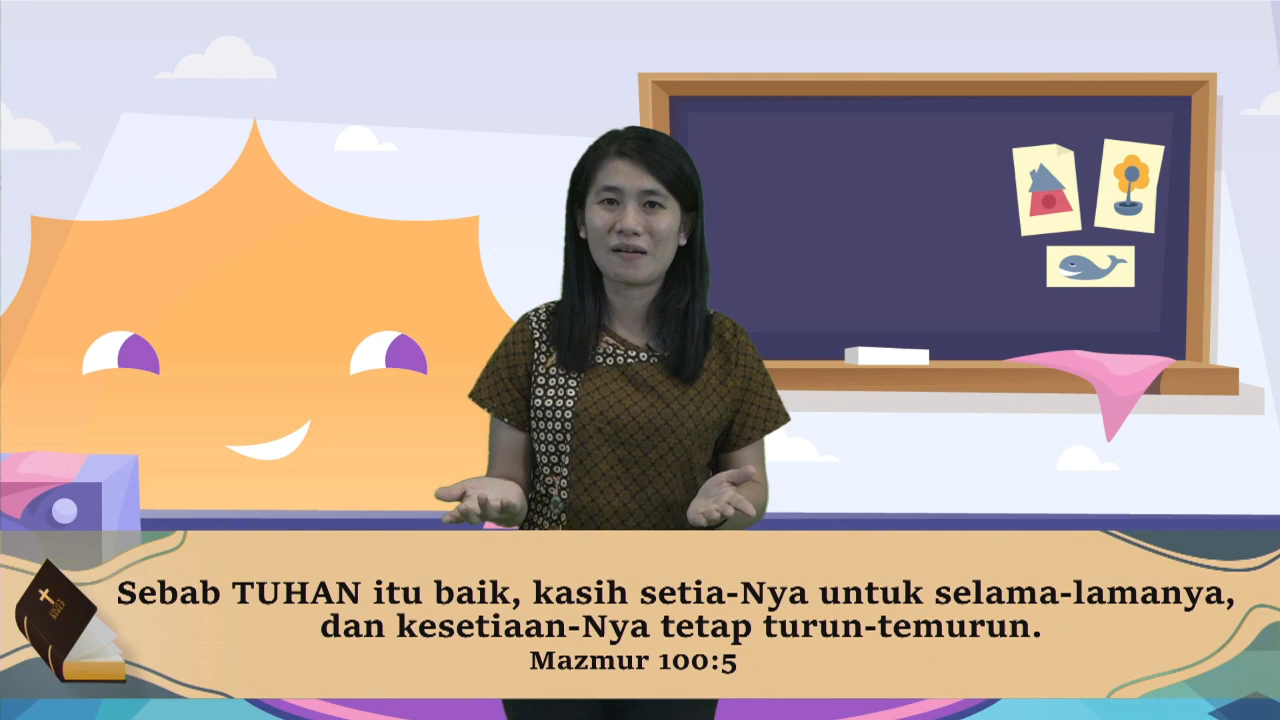 Sebab TUHAN itu baik, kasih setia-Nya untuk selama-lamanya,
dan kesetiaan-Nya tetap turun-temurun.
Mazmur 100:5